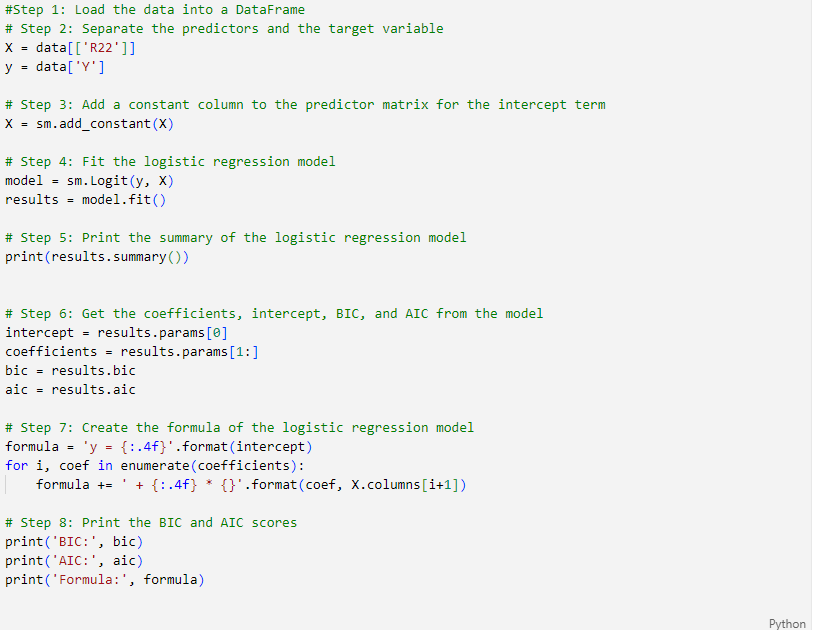 #Step 1: Load the data into a DataFrame
# Step 2: Separate the predictors and the target variable
X = data[['R22']]
y = data['Y']
# Step 3: Add a constant column to the predictor matrix for the intercept term
X = sm.add_constant(X)
# Step 4: Fit the logistic regression model
model = sm.Logit(y, X)
results = model.fit()
# Step 5: Print the summary of the logistic regression model
print(results.summary())
# Step 6: Get the coefficients, intercept, BIC, and AIC from the model
intercept = results.params[0]
coefficients = results.params[1:]
bic = results.bic
aic = results.aic
# Step 7: Create the formula of the logistic regression model
formula = 'y = {:.4f}'.format(intercept)
for i, coef in enumerate(coefficients):
    formula += ' + {:.4f} * {}'.format(coef, X.columns[i+1])
# Step 8: Print the BIC and AIC scores
print('BIC:', bic)
print('AIC:', aic)
print('Formula:', formula)
Python